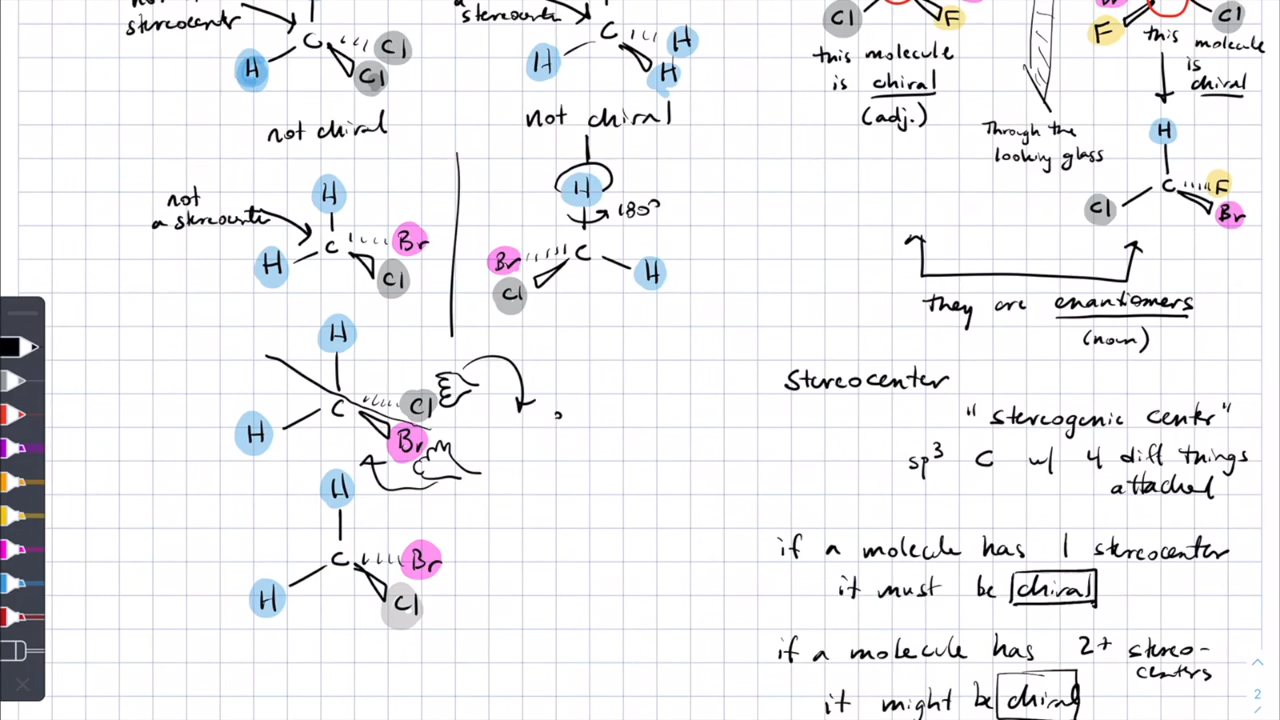 stereocentr
C
Cl
H
Cl
not chiral
a
stereocenter
C
H
H
H
not chiral
not
a stereocente
H
C
Br
H
Cl
H
180°
Br
C
Cl
H
H
C
Cl
H
Br
H
C
Br
H
Cl
Cl
F
this molecule
is chiral
(adj.)
Through the
looking glass
F
Cl
this molecule
is
chiral
H
C
F
Cl
Br
they are enantiomers
(noun)
Stereocenter
"stereogenic center"
sp³ C w/ 4 diff things
attached
if a molecule has 1 stereocenter
it must be chiral
if a molecule has 2+ stereo-
centers
it might be chiral
2